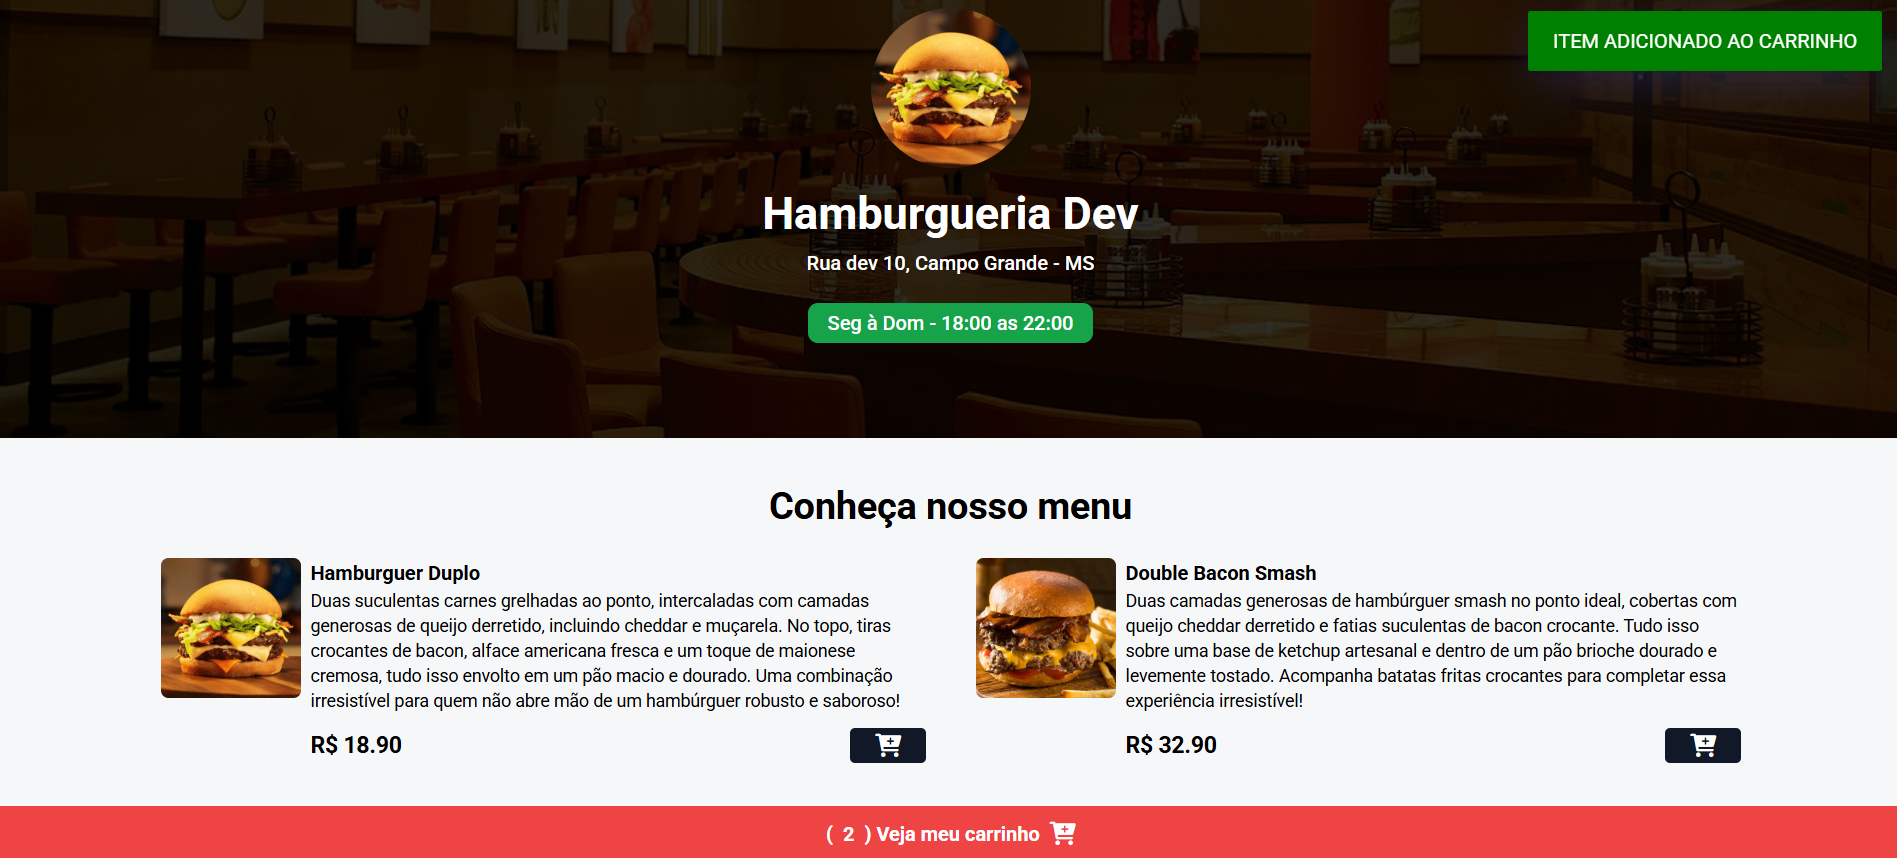 ITEM ADICIONADO AO CARRINHO
Hamburgueria Dev
Rua dev 10, Campo Grande - MS
Seg à Dom - 18:00 as 22:00
Conheça nosso menu
Hamburguer Duplo
Duas suculentas carnes grelhadas ao ponto, intercaladas com camadas
generosas de queijo derretido, incluindo cheddar e muçarela. No topo, tiras
crocantes de bacon, alface americana fresca e um toque de maionese
cremosa, tudo isso envolto em um pão macio e dourado. Uma combinação
irresistível para quem não abre mão de um hambúrguer robusto e saboroso!
R$ 18.90
Double Bacon Smash
Duas camadas generosas de hambúrguer smash no ponto ideal, cobertas com
queijo cheddar derretido e fatias suculentas de bacon crocante. Tudo isso
sobre uma base de ketchup artesanal e dentro de um pão brioche dourado e
levemente tostado. Acompanha batatas fritas crocantes para completar essa
experiência irresistível!
R$ 32.90
( 2 ) Veja meu carrinho